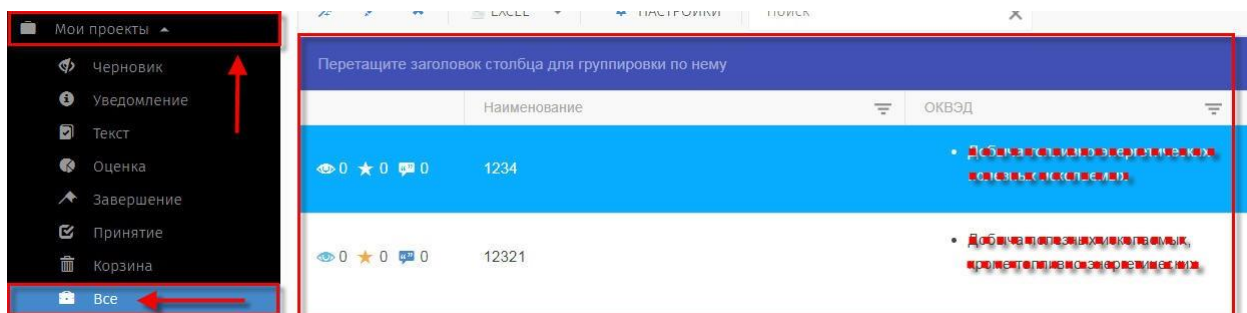 EXCEL НАСТРОЙКИ Поиск
Мои проекты
Черновик
Уведомление
Текст
Оценка
Завершение
Принятие
Корзина
Все
Перетащите заголовок столбца для группировки по нему
Наименование ОКВЭД
0 0 0 1234
0 0 0 12321